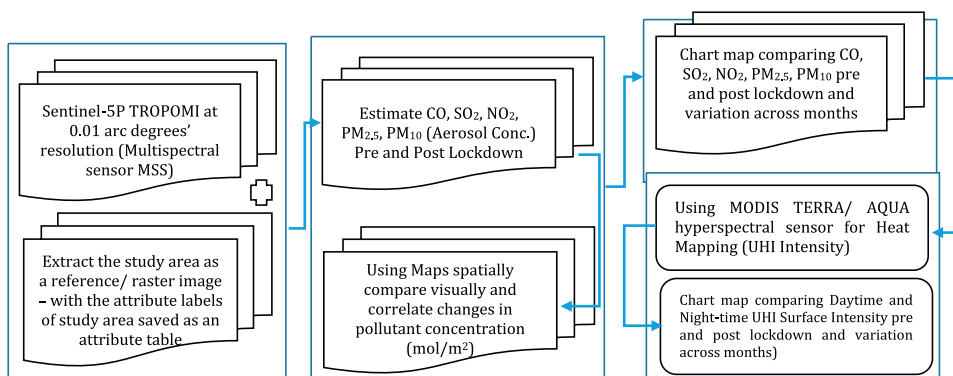 Sentinel-5P TROPOMI at
0.01 arc degrees’
resolution (Multispectral
sensor MSS)
Extract the study area as
a reference/ raster image
– with the attribute labels
of study area saved as an
attribute table
Estimate CO, SO₂, NO₂,
PM₂.₅, PM₁₀ (Aerosol Conc.)
Pre and Post Lockdown
Using Maps spatially
compare visually and
correlate changes in
pollutant concentration
(mol/m²)
Chart map comparing CO,
SO₂, NO₂, PM₂.₅, PM₁₀ pre
and post lockdown and
variation across months
Using MODIS TERRA/ AQUA
hyperspectral sensor for Heat
Mapping (UHI Intensity)
Chart map comparing Daytime and
Night-time UHI Surface Intensity pre
and post lockdown and variation
across months)